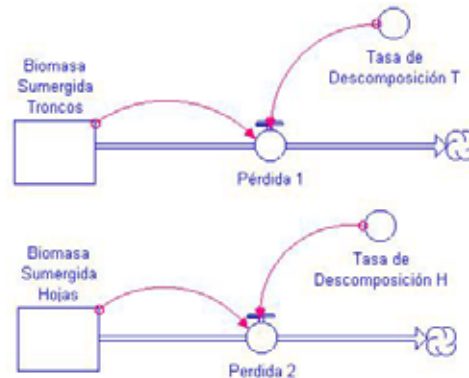 Biomasa
Sumergida
Troncos
Tasa de
Descomposición T
Pérdida 1
Biomasa
Sumergida
Hojas
Tasa de
Descomposición H
Perdida 2